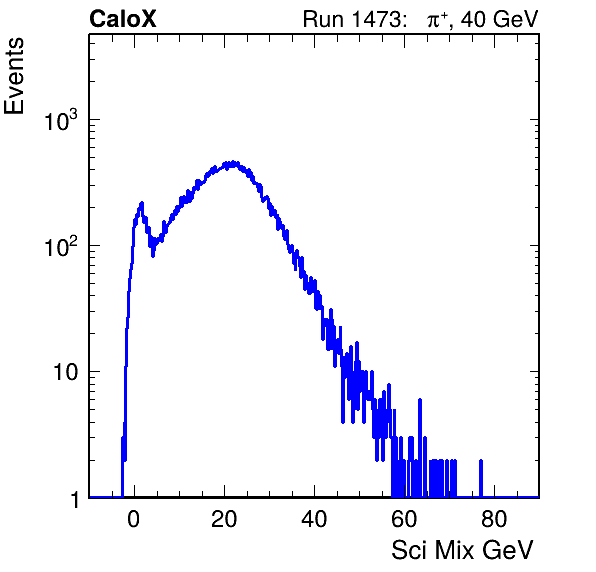 CaloX Run 1473: π⁺, 40 GeV
Events
10³
10²
10
1
0 20 40 60 80
Sci Mix GeV